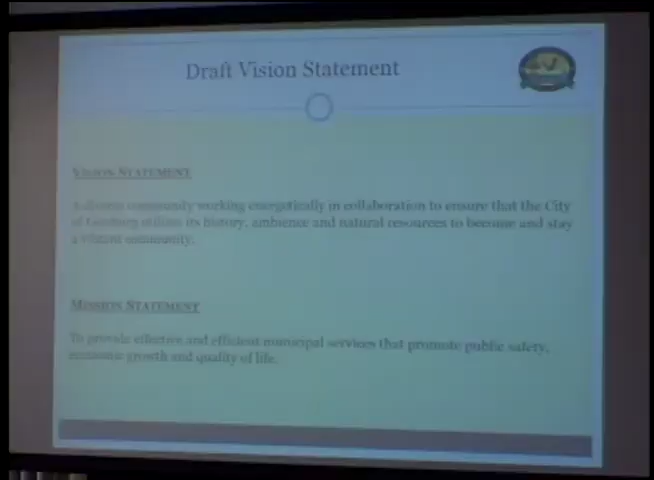 Draft Vision Statement
VISION STATEMENT
A diverse community working energetically in collaboration to ensure that the City
of Leesburg utilizes its history, ambience and natural resources to become and stay
a vibrant community.
MISSION STATEMENT
To provide effective and efficient municipal services that promote public safety,
economic growth and quality of life.